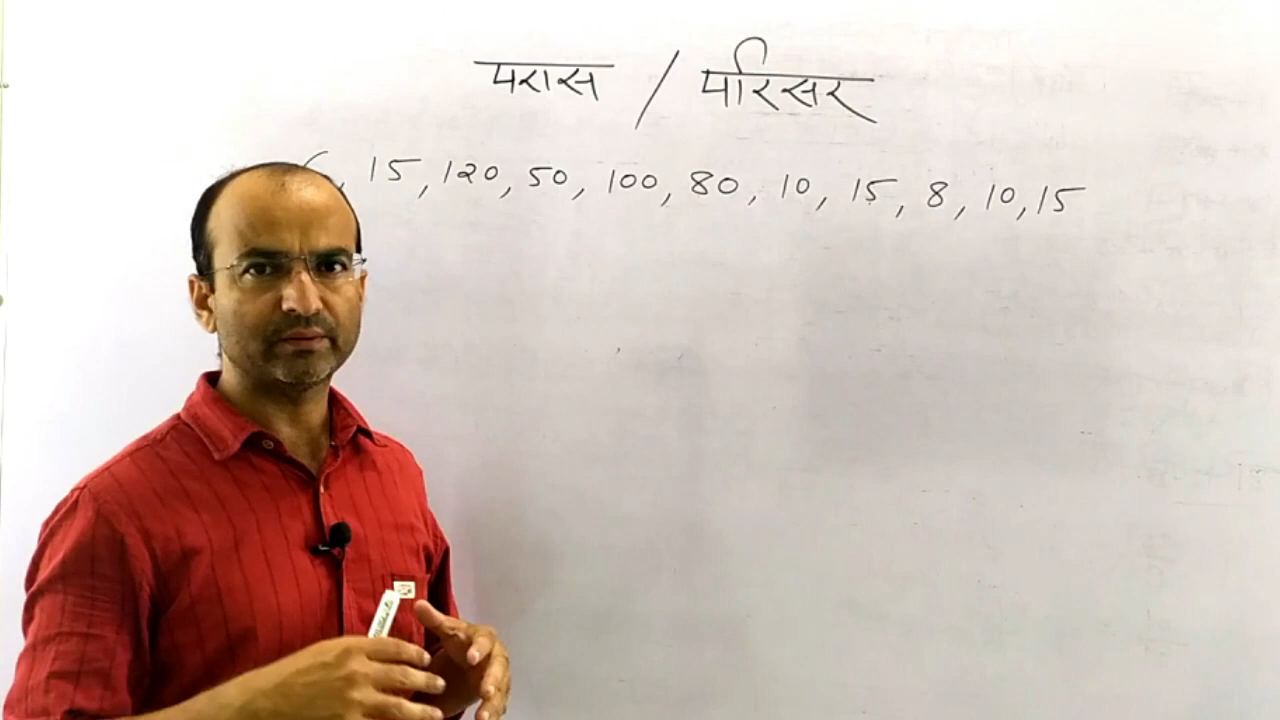 परास / परिसर
, 15, 120, 50, 100, 80, 10, 15, 8, 10, 15